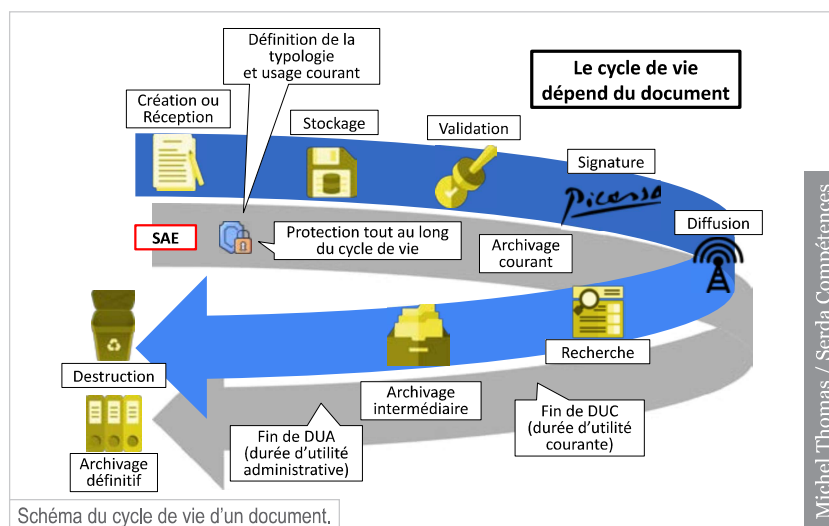 Définition de la
typologie
et usage courant
Le cycle de vie
dépend du document
Création ou
Réception
Stockage
Validation
Signature
Picasso
Diffusion
SAE
Protection tout au long
du cycle de vie
Archivage
courant
Destruction
Recherche
Archivage
intermédiaire
Fin de DUC
(durée d'utilité
courante)
Fin de DUA
(durée d'utilité
administrative)
Archivage
définitif
Schéma du cycle de vie d'un document.
Michel Thomas / Serda Compétences